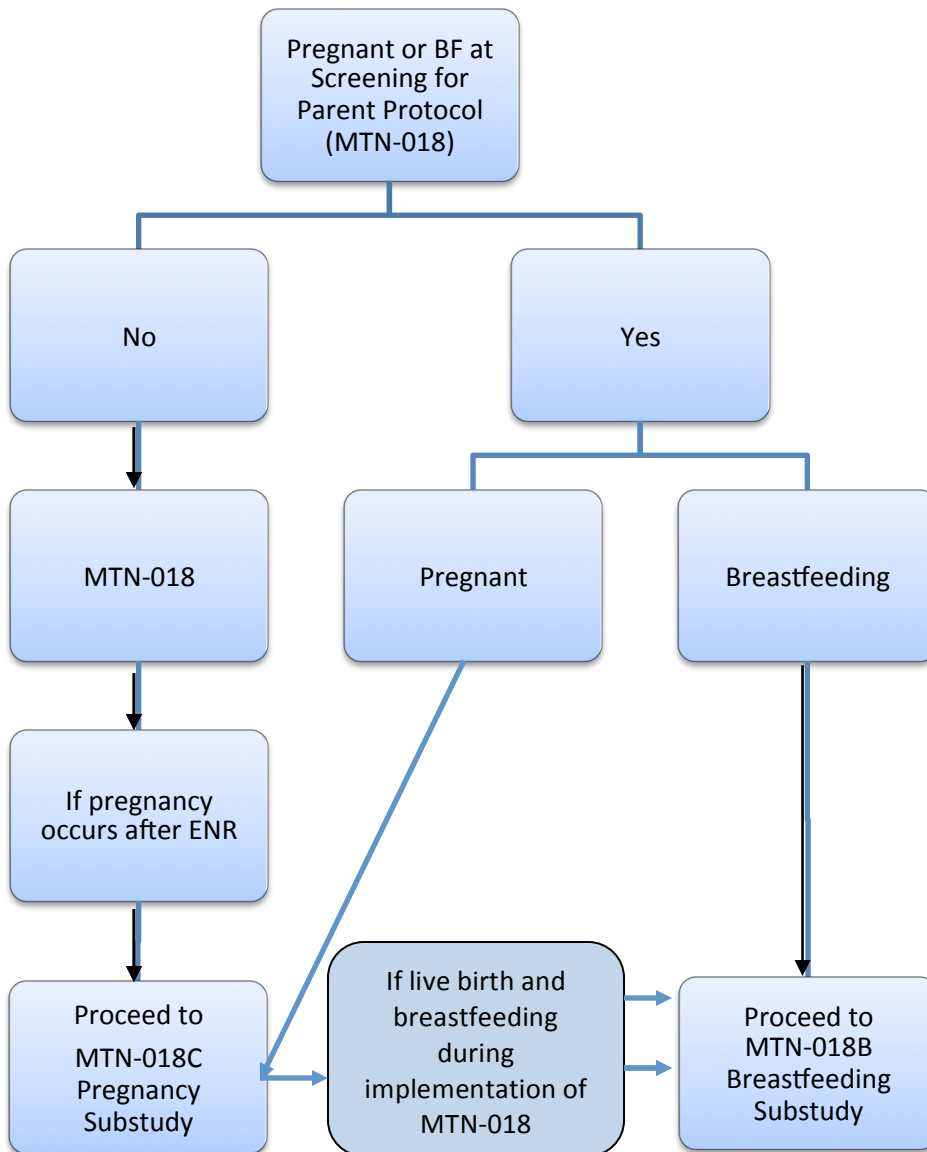 Pregnant or BF at
Screening for
Parent Protocol
(MTN-018)
No
Yes
MTN-018
Pregnant
Breastfeeding
If pregnancy
occurs after ENR
Proceed to
MTN-018C
Pregnancy
Substudy
If live birth and
breastfeeding
during
implementation of
MTN-018
Proceed to
MTN-018B
Breastfeeding
Substudy